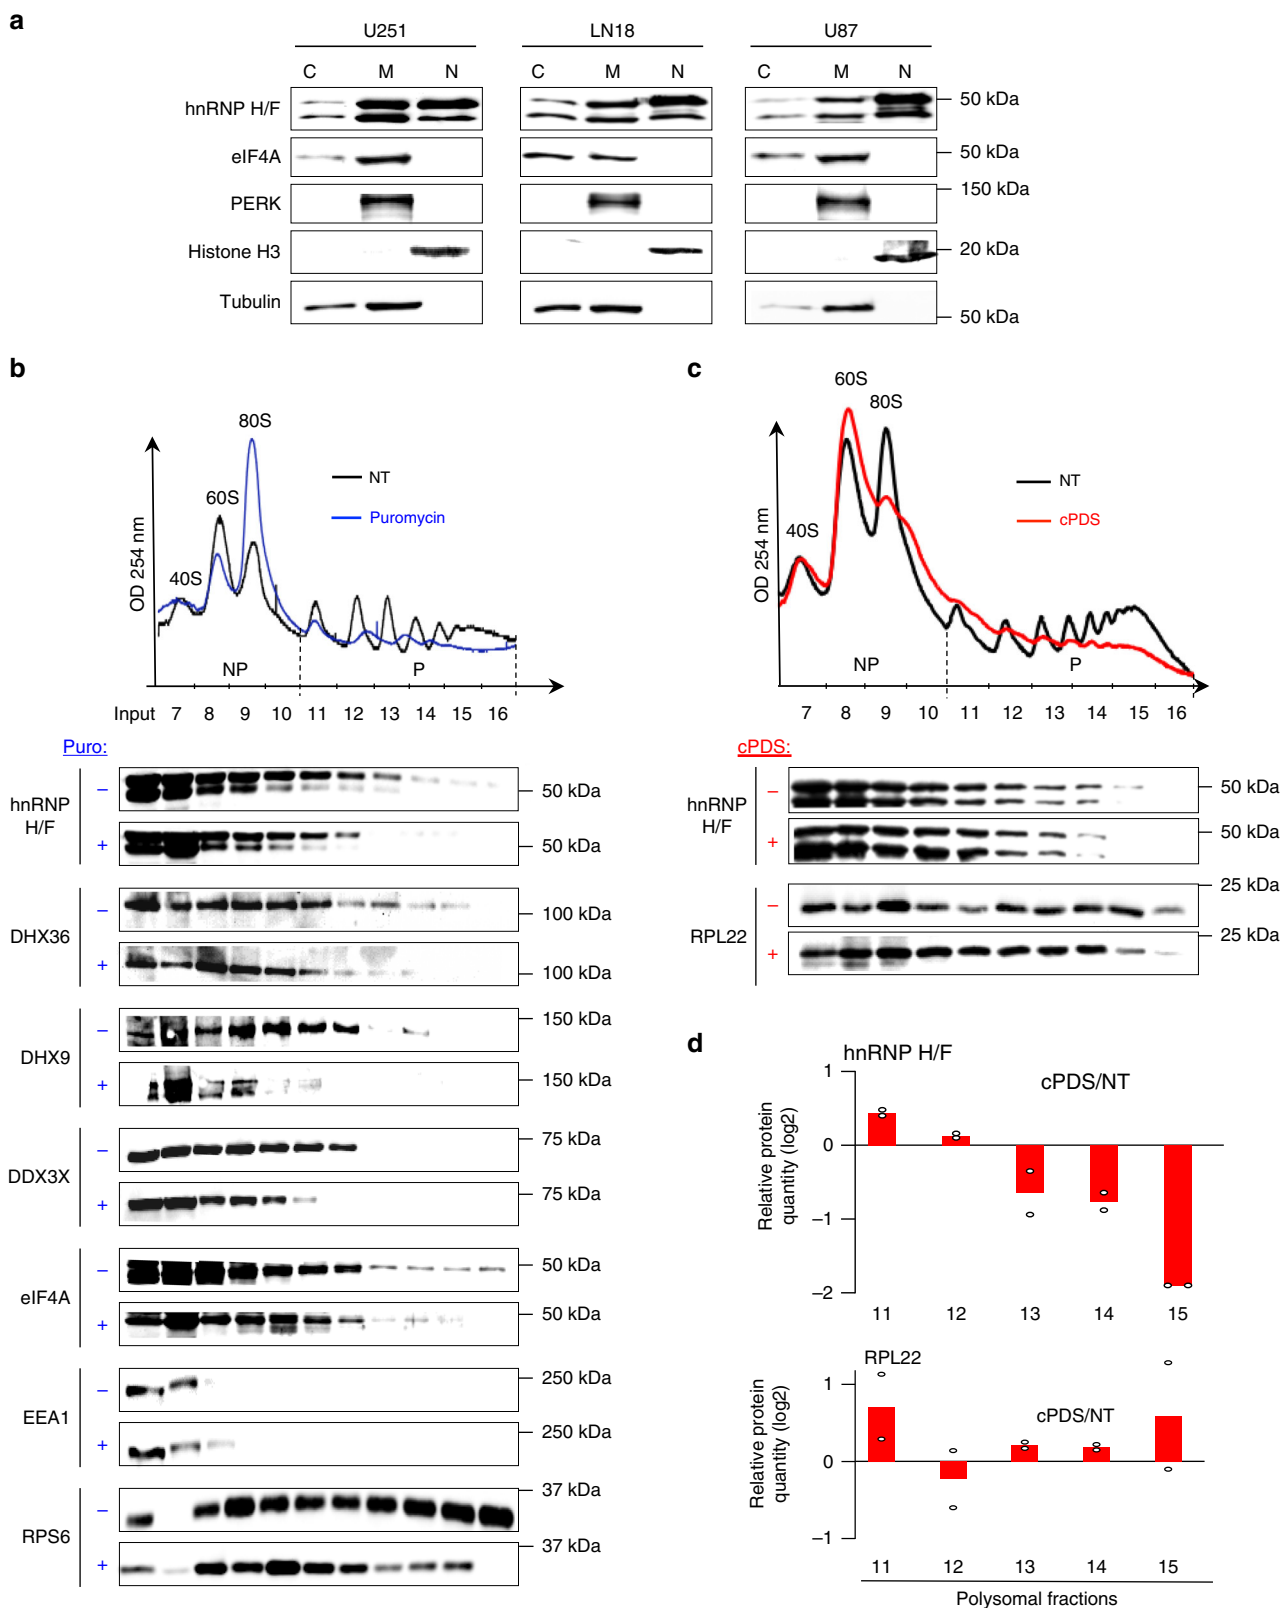 a
U251 LN18 U87
C M N C M N C M N
hnRNP H/F 50 kDa
eIF4A 50 kDa
PERK 150 kDa
Histone H3 20 kDa
Tubulin 50 kDa
b
80S
60S
40S
NT
Puromycin
OD 254 nm
NP P
Input 7 8 9 10 11 12 13 14 15 16
Puro:
hnRNP H/F
– 50 kDa
+ 50 kDa
DHX36
– 100 kDa
+ 100 kDa
DHX9
– 150 kDa
+ 150 kDa
DDX3X
– 75 kDa
+ 75 kDa
eIF4A
– 50 kDa
+ 50 kDa
EEA1
– 250 kDa
+ 250 kDa
RPS6
– 37 kDa
+ 37 kDa
c
60S
80S
40S
NT
cPDS
OD 254 nm
NP P
7 8 9 10 11 12 13 14 15 16
cPDS:
hnRNP
H/F
– 50 kDa
+ 50 kDa
RPL22
– 25 kDa
+ 25 kDa
d
hnRNP H/F
cPDS/NT
Relative protein
quantity (log2)
1
0
–1
–2
11 12 13 14 15
RPL22
cPDS/NT
Relative protein
quantity (log2)
1
0
–1
11 12 13 14 15
Polysomal fractions